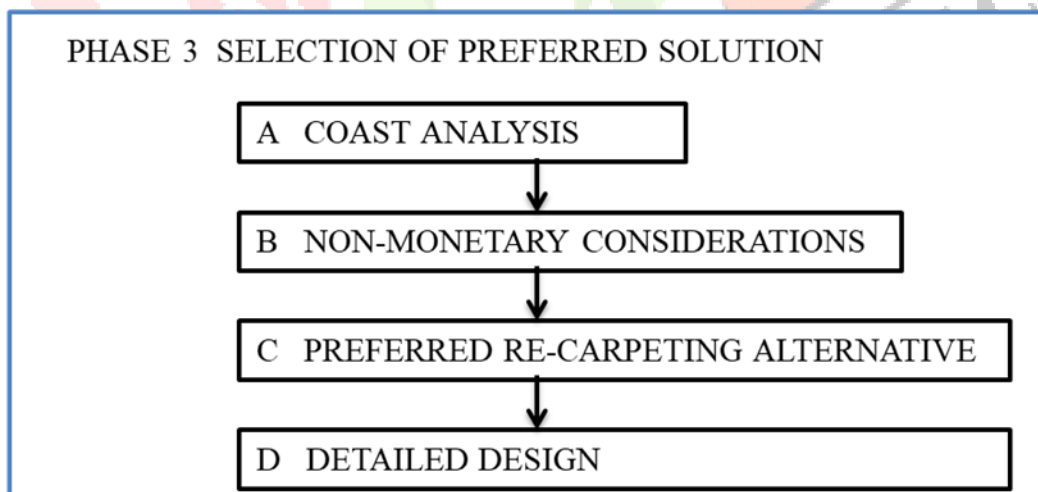 PHASE 3 SELECTION OF PREFERRED SOLUTION
A COAST ANALYSIS
B NON-MONETARY CONSIDERATIONS
C PREFERRED RE-CARPETING ALTERNATIVE
D DETAILED DESIGN